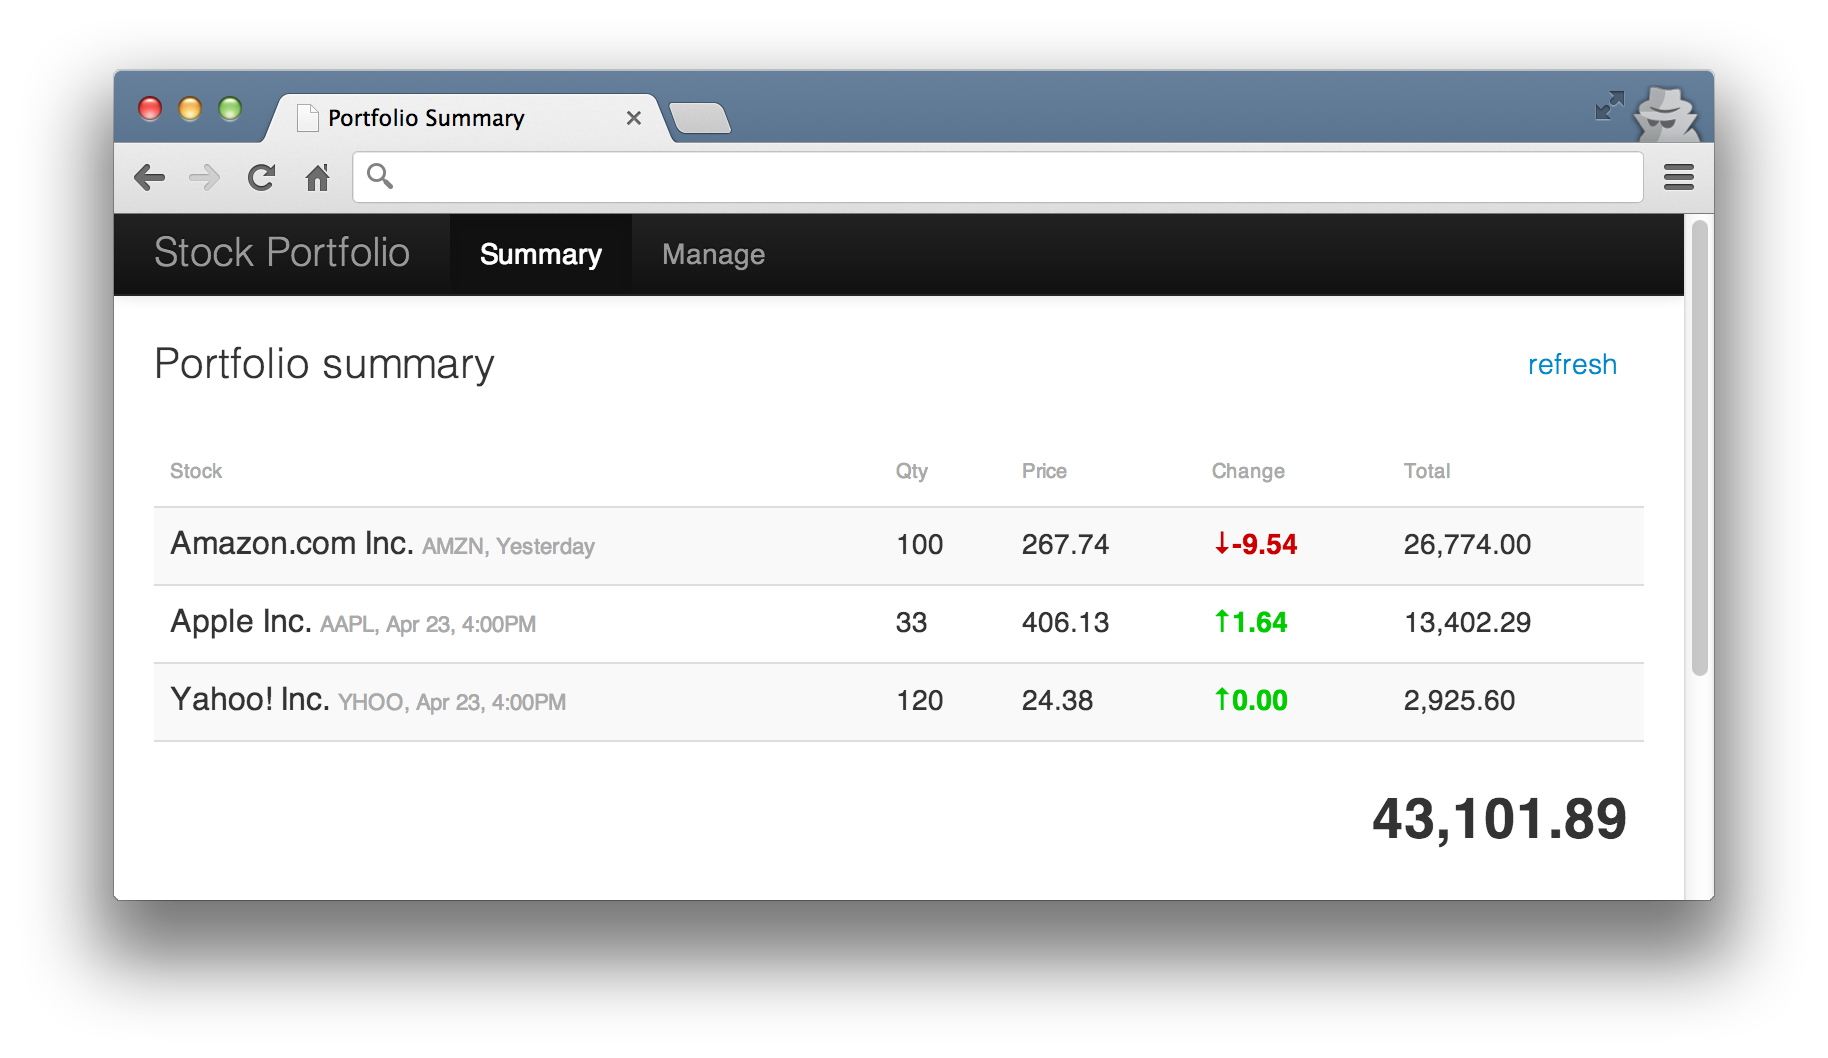 Portfolio Summary
Stock Portfolio Summary Manage
Portfolio summary refresh
Stock Qty Price Change Total
Amazon.com Inc. AMZN, Yesterday 100 267.74 ↓-9.54 26,774.00
Apple Inc. AAPL, Apr 23, 4:00PM 33 406.13 ↑1.64 13,402.29
Yahoo! Inc. YHOO, Apr 23, 4:00PM 120 24.38 ↑0.00 2,925.60
43,101.89